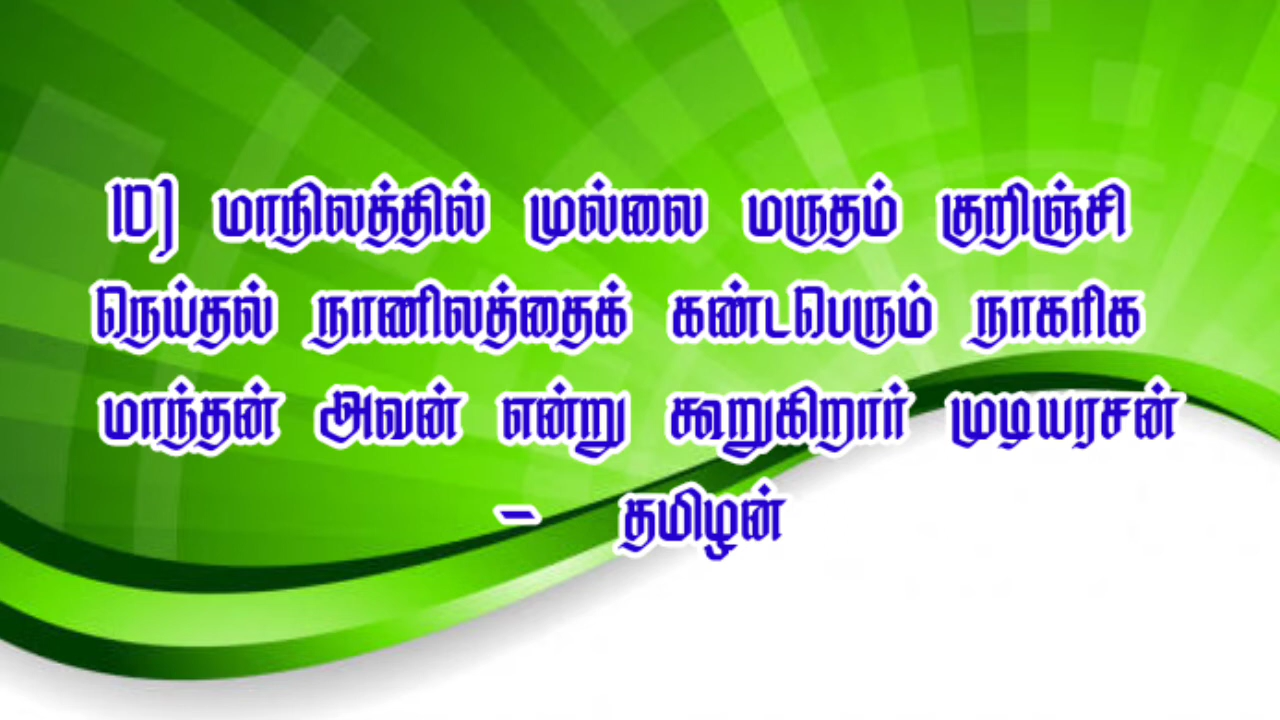 10) மாநிலத்தில் முல்லை மருதம் குறிஞ்சி
நெய்தல் நாணிலத்தைக் கண்டபெரும் நாகரிக
மாந்தன் அவன் என்று கூறுகிறார் முடியரசன்
- தமிழன்